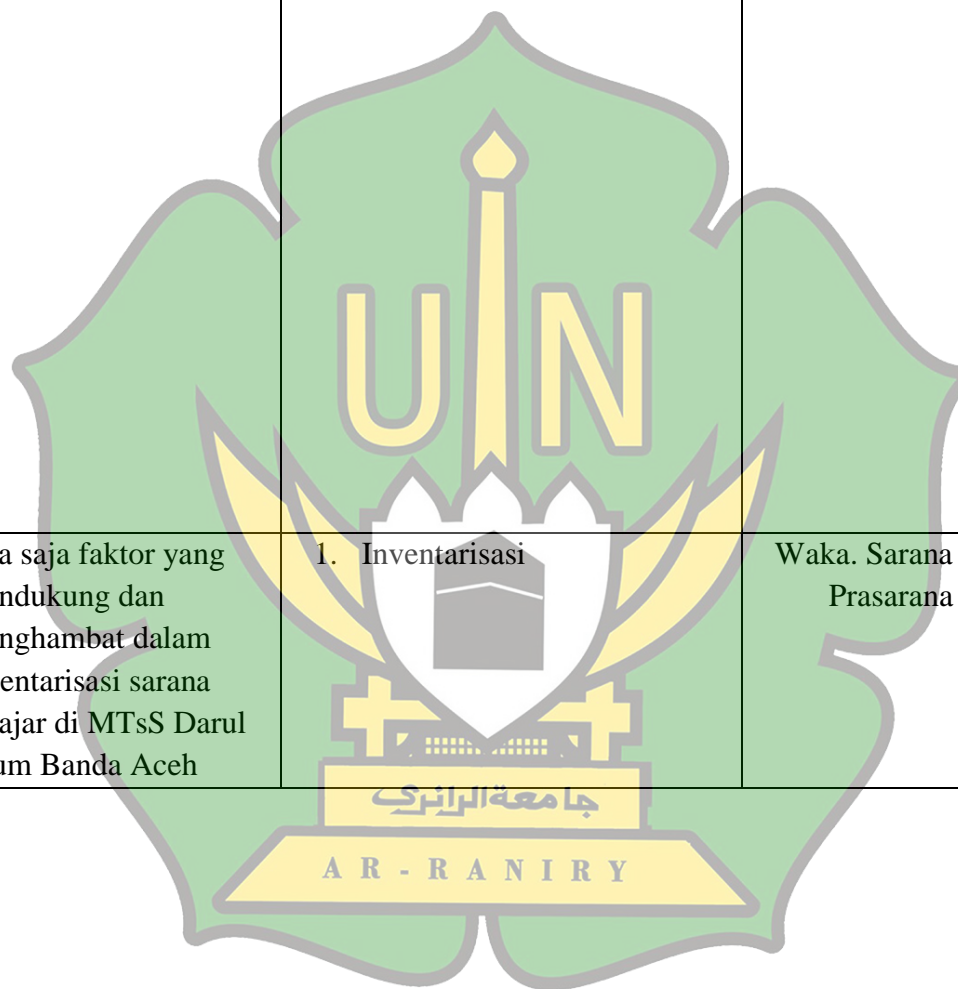 UIN
a saja faktor yang 1. Inventarisasi Waka. Sarana
ndukung dan Prasarana
nghambat dalam
entarisasi sarana
ajar di MTsS Darul
um Banda Aceh
جامعة الرانري
AR-RANIRY